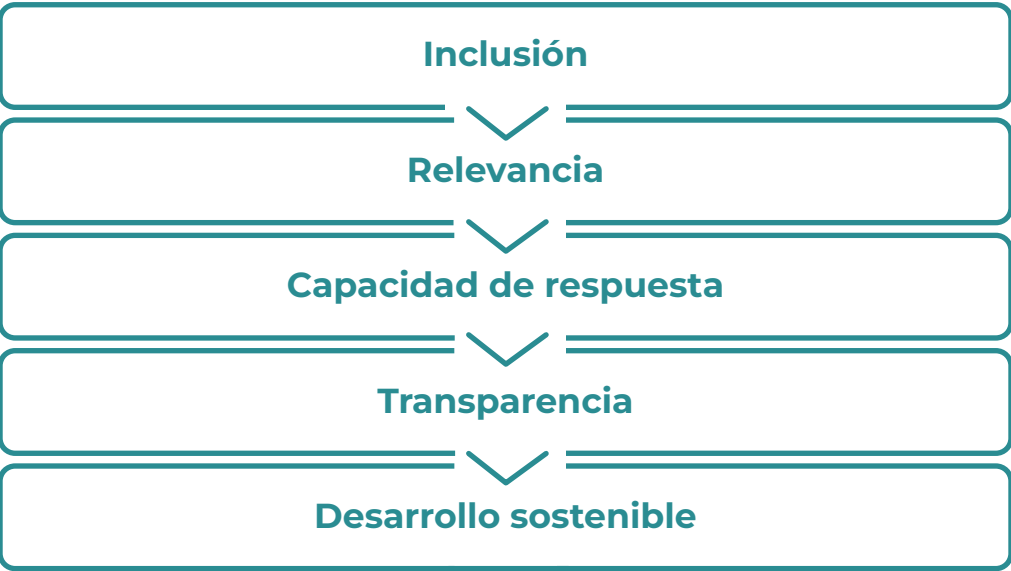 Inclusión
Relevancia
Capacidad de respuesta
Transparencia
Desarrollo sostenible